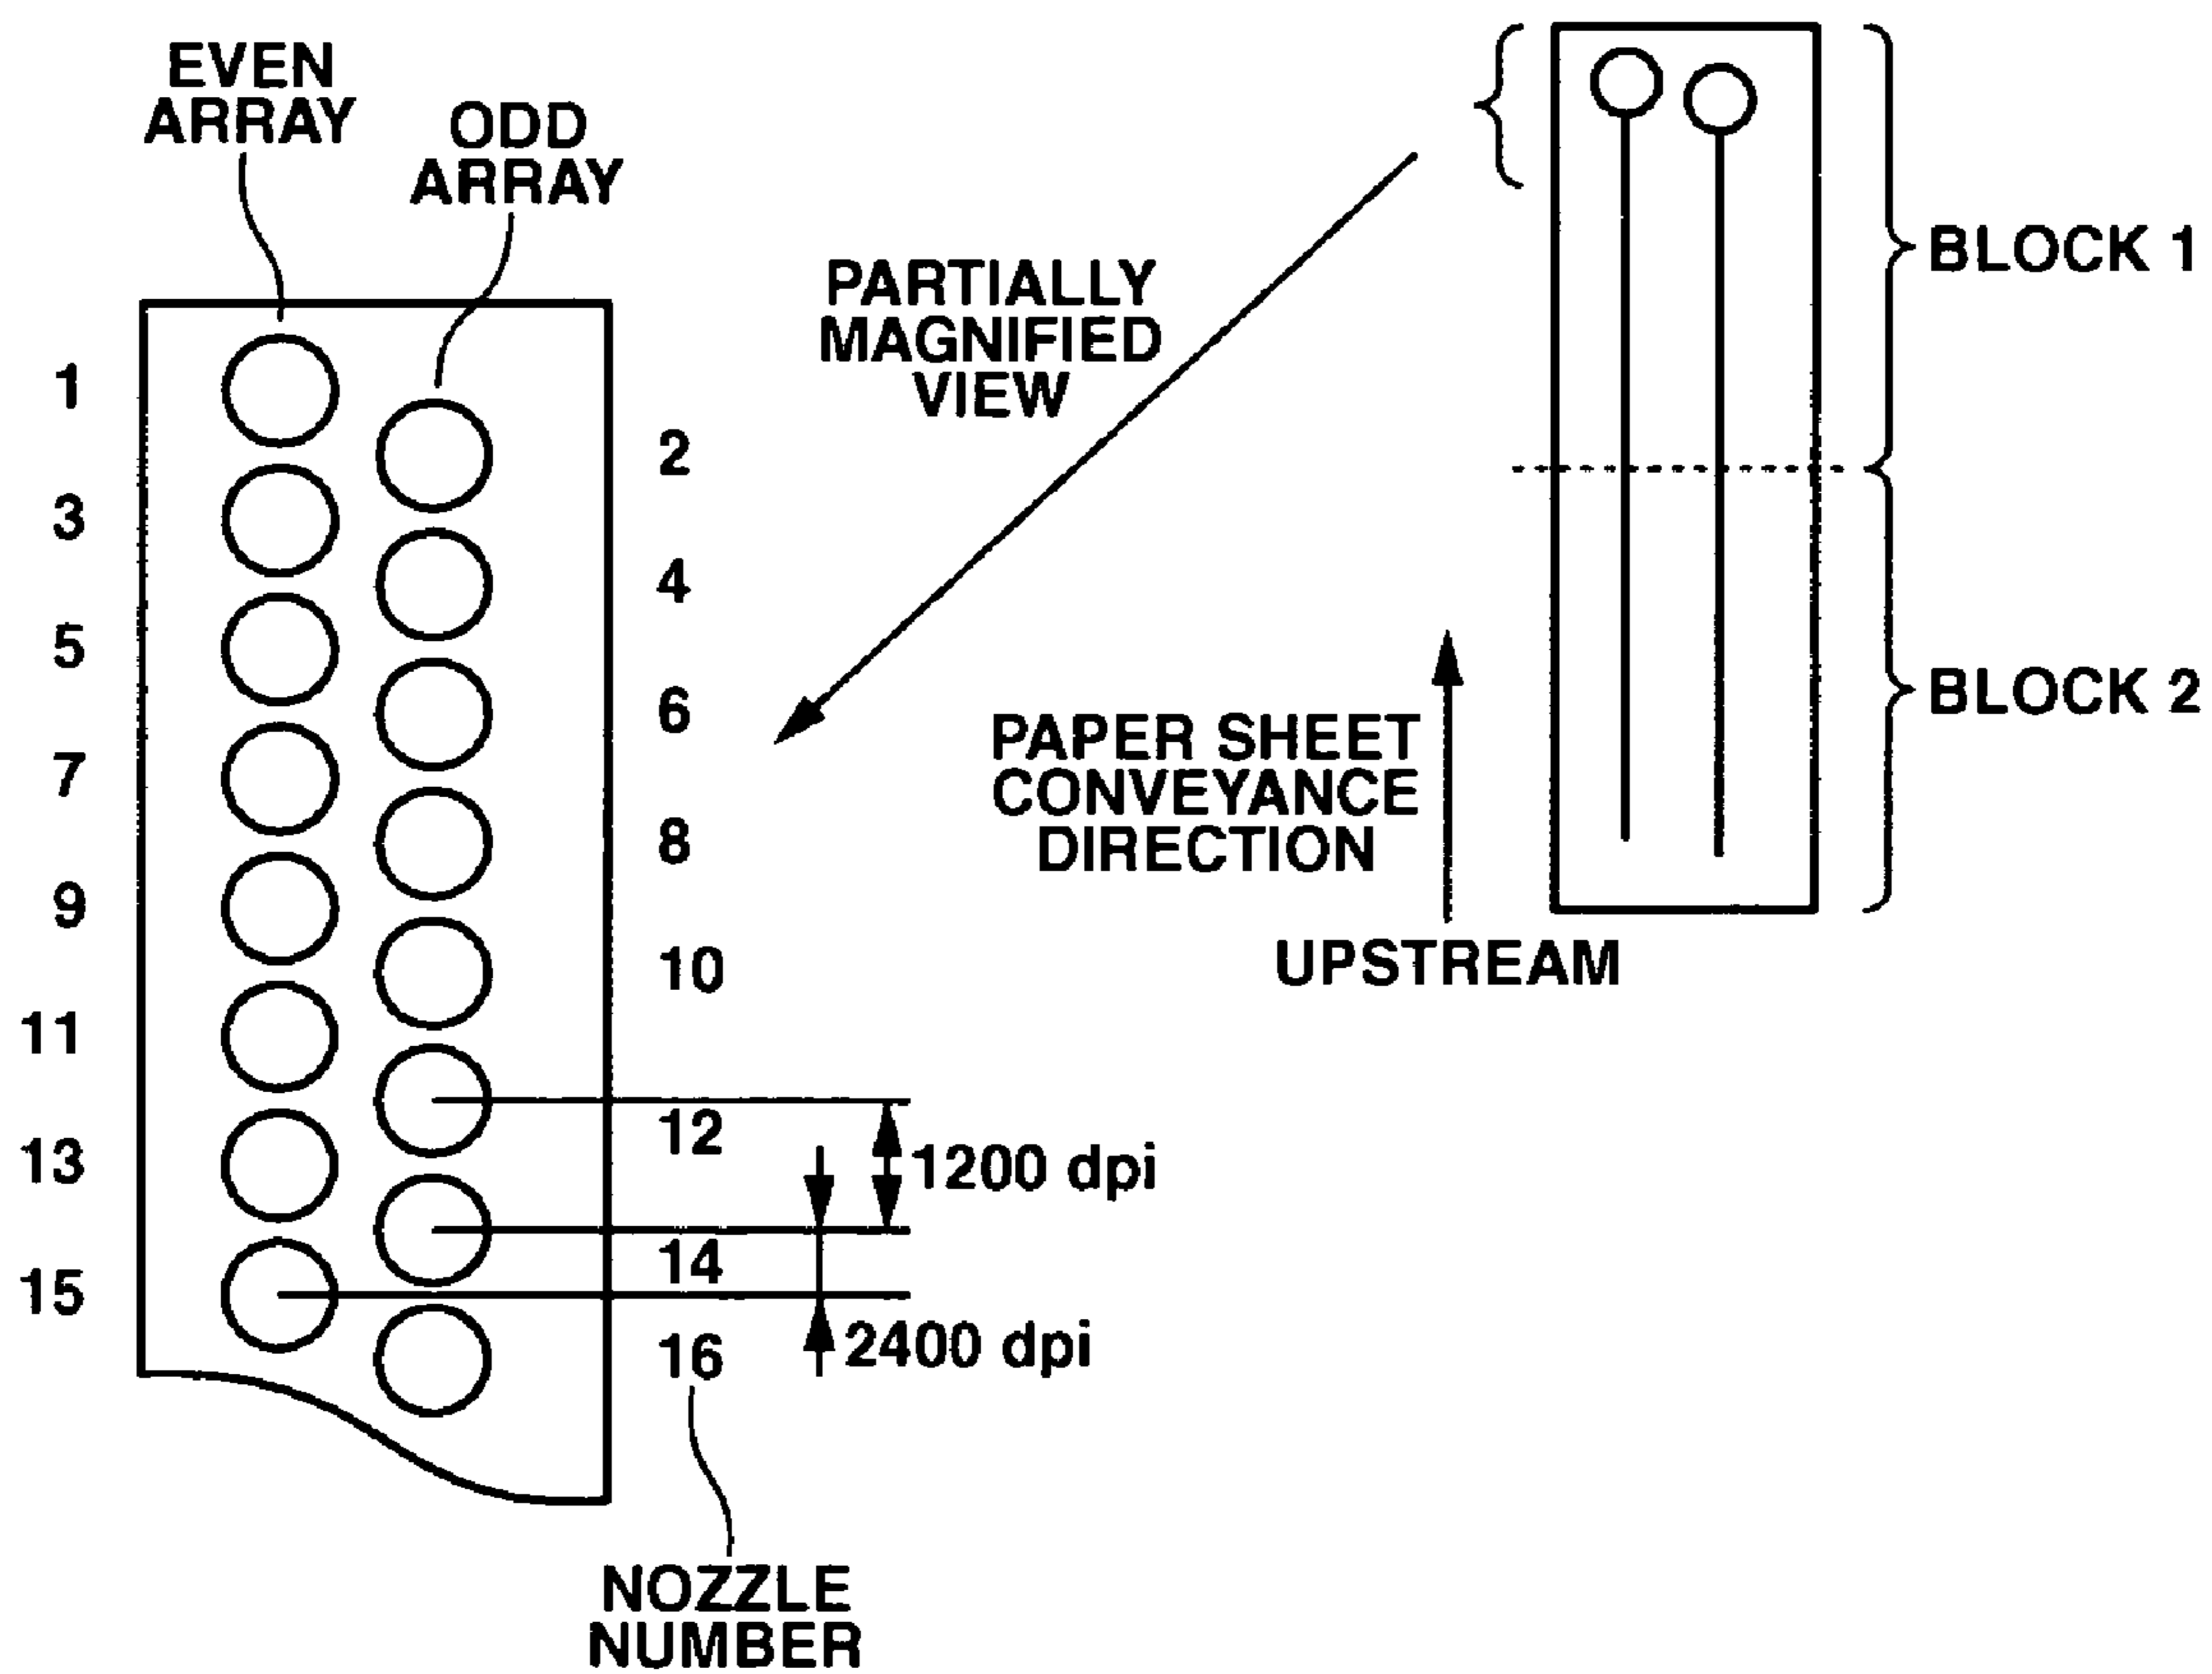 EVEN
ARRAY
ODD
ARRAY
PARTIALLY
MAGNIFIED
VIEW
BLOCK 1
BLOCK 2
PAPER SHEET
CONVEYANCE
DIRECTION
UPSTREAM
1
2
3
4
5
6
7
8
9
10
11
12
13
14
15
16
1200 dpi
2400 dpi
NOZZLE
NUMBER